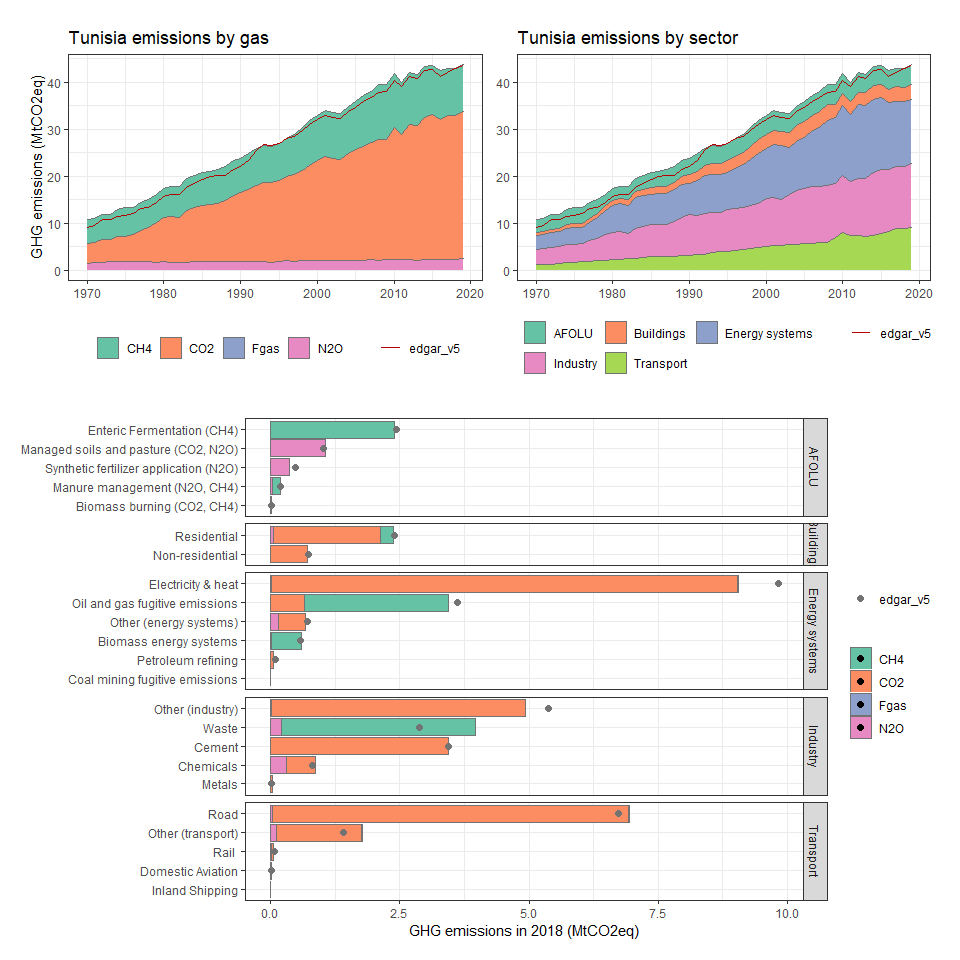 Tunisia emissions by gas
GHG emissions (MtCO2eq)
40
30
20
10
0
1970
1980
1990
2000
2010
2020
CH4
CO2
Fgas
N2O
edgar_v5
Tunisia emissions by sector
40
30
20
10
0
1970
1980
1990
2000
2010
2020
AFOLU
Buildings
Energy systems
edgar_v5
Industry
Transport
Enteric Fermentation (CH4)
Managed soils and pasture (CO2, N2O)
Synthetic fertilizer application (N2O)
Manure management (N2O, CH4)
Biomass burning (CO2, CH4)
AFOLU
Residential
Non-residential
Building
Electricity & heat
Oil and gas fugitive emissions
Other (energy systems)
Biomass energy systems
Petroleum refining
Coal mining fugitive emissions
Energy systems
Other (industry)
Waste
Cement
Chemicals
Metals
Industry
Road
Other (transport)
Rail
Domestic Aviation
Inland Shipping
Transport
0.0
2.5
5.0
7.5
10.0
GHG emissions in 2018 (MtCO2eq)
edgar_v5
CH4
CO2
Fgas
N2O